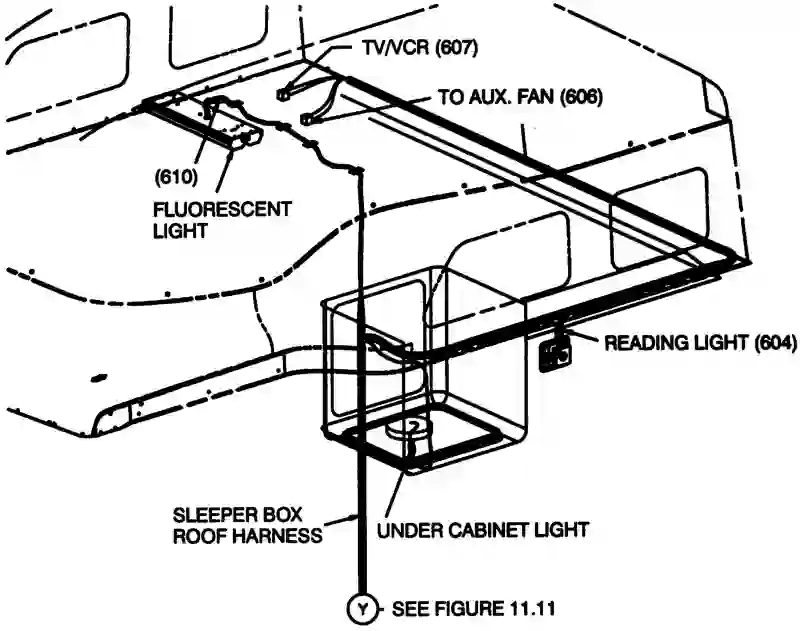 TV/VCR (607)
TO AUX. FAN (606)
(610)
FLUORESCENT
LIGHT
READING LIGHT (604)
SLEEPER BOX
ROOF HARNESS
UNDER CABINET LIGHT
Y SEE FIGURE 11.11